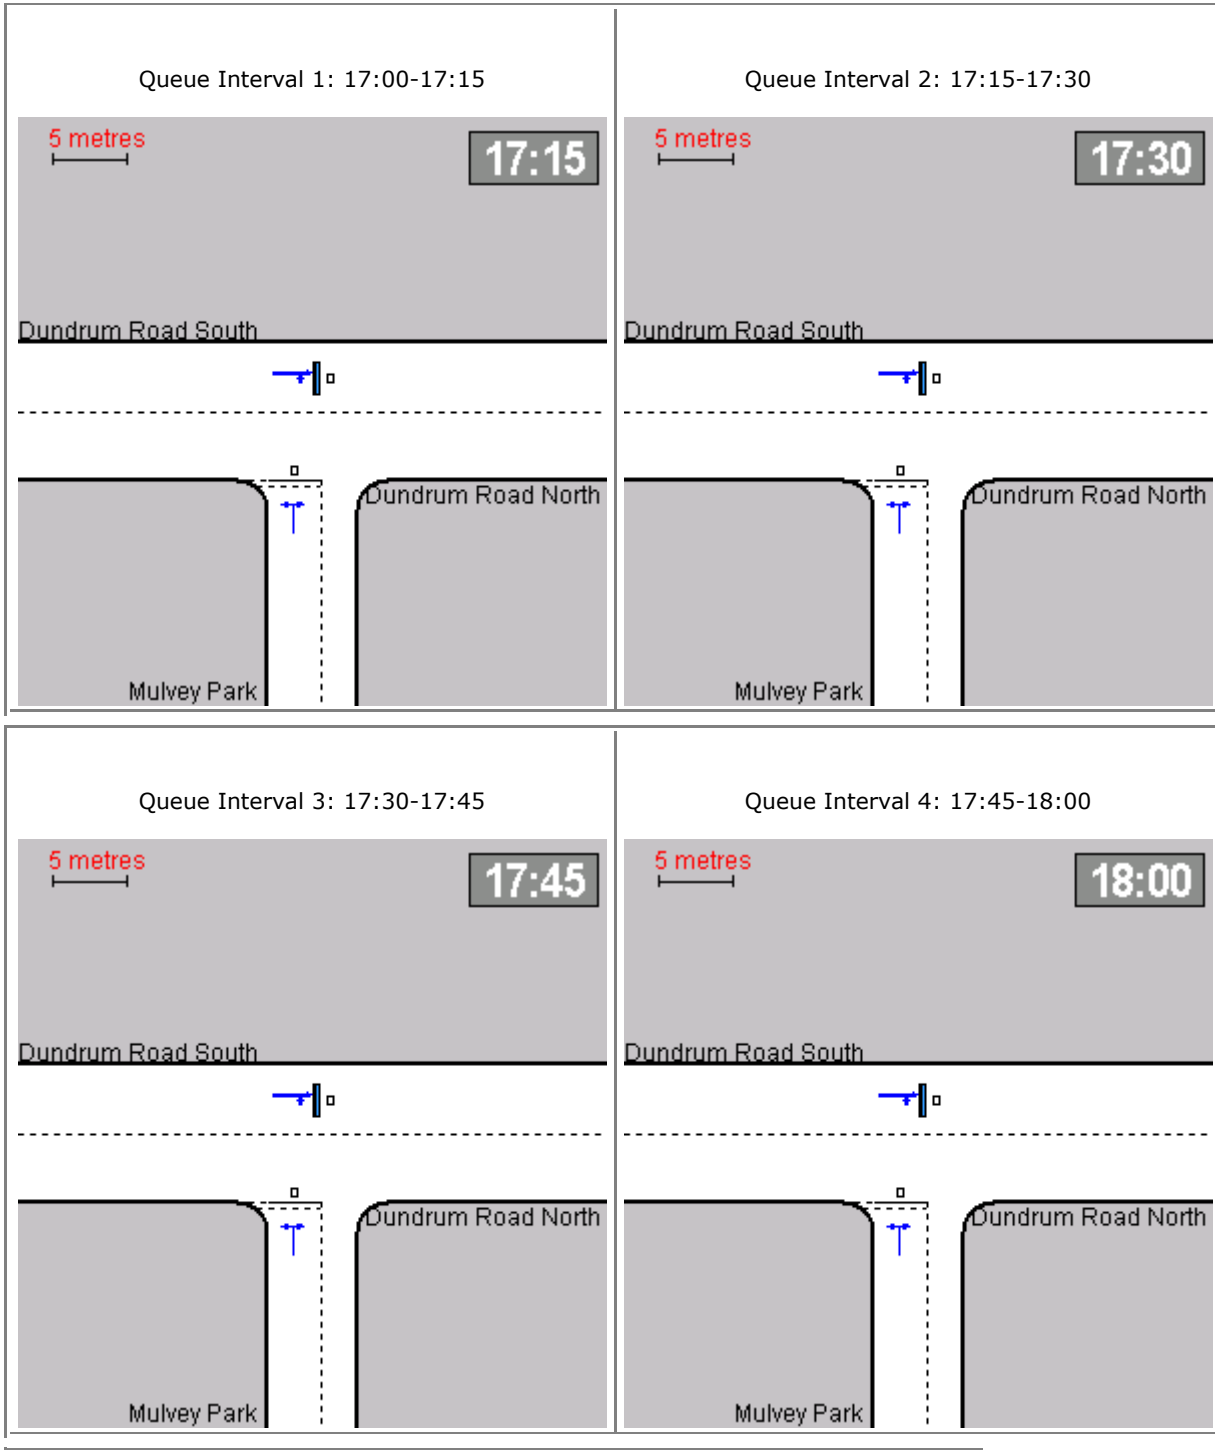 Queue Interval 1: 17:00-17:15
5 metres
17:15
Dundrum Road South
Dundrum Road North
Mulvey Park
Queue Interval 2: 17:15-17:30
5 metres
17:30
Dundrum Road South
Dundrum Road North
Mulvey Park
Queue Interval 3: 17:30-17:45
5 metres
17:45
Dundrum Road South
Dundrum Road North
Mulvey Park
Queue Interval 4: 17:45-18:00
5 metres
18:00
Dundrum Road South
Dundrum Road North
Mulvey Park